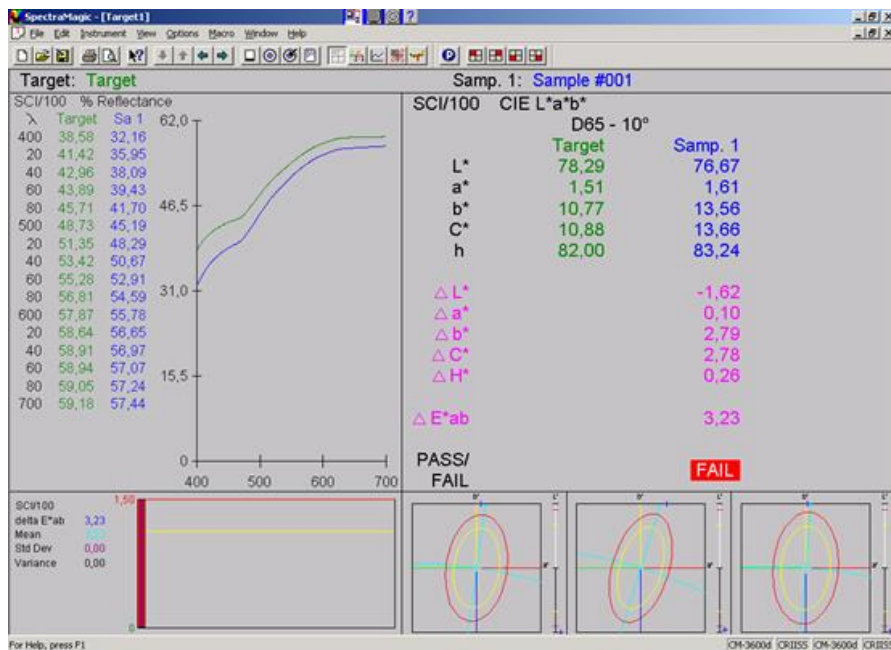 SpectraMagic - [Target1]
File Edit Instrument View Options Macro Window Help
Target: Target
Samp. 1: Sample #001
SCI/100 % Reflectance
λ Target Sa 1
400 38,58 32,16
20 41,42 35,95
40 42,96 38,09
60 43,89 39,43
80 45,71 41,70
500 48,73 45,19
20 51,35 48,29
40 53,42 50,67
60 55,28 52,91
80 56,81 54,59
600 57,87 55,78
20 58,64 56,65
40 58,91 56,97
60 58,94 57,07
80 59,05 57,24
700 59,18 57,44
62,0
46,5
31,0
15,5
0
400 500 600 700
SCI/100 CIE L*a*b*
D65 - 10°
Target Samp. 1
L* 78,29 76,67
a* 1,51 1,61
b* 10,77 13,56
C* 10,88 13,66
h 82,00 83,24
△ L* -1,62
△ a* 0,10
△ b* 2,79
△ C* 2,78
△ H* 0,26
△ E*ab 3,23
PASS/
FAIL
FAIL
SCI/100
delta E*ab 3,23
Mean
Std Dev 0,00
Variance 0,00
1,50
0
For Help, press F1
CM-3600d CRIISS CM-3600d CRIISS